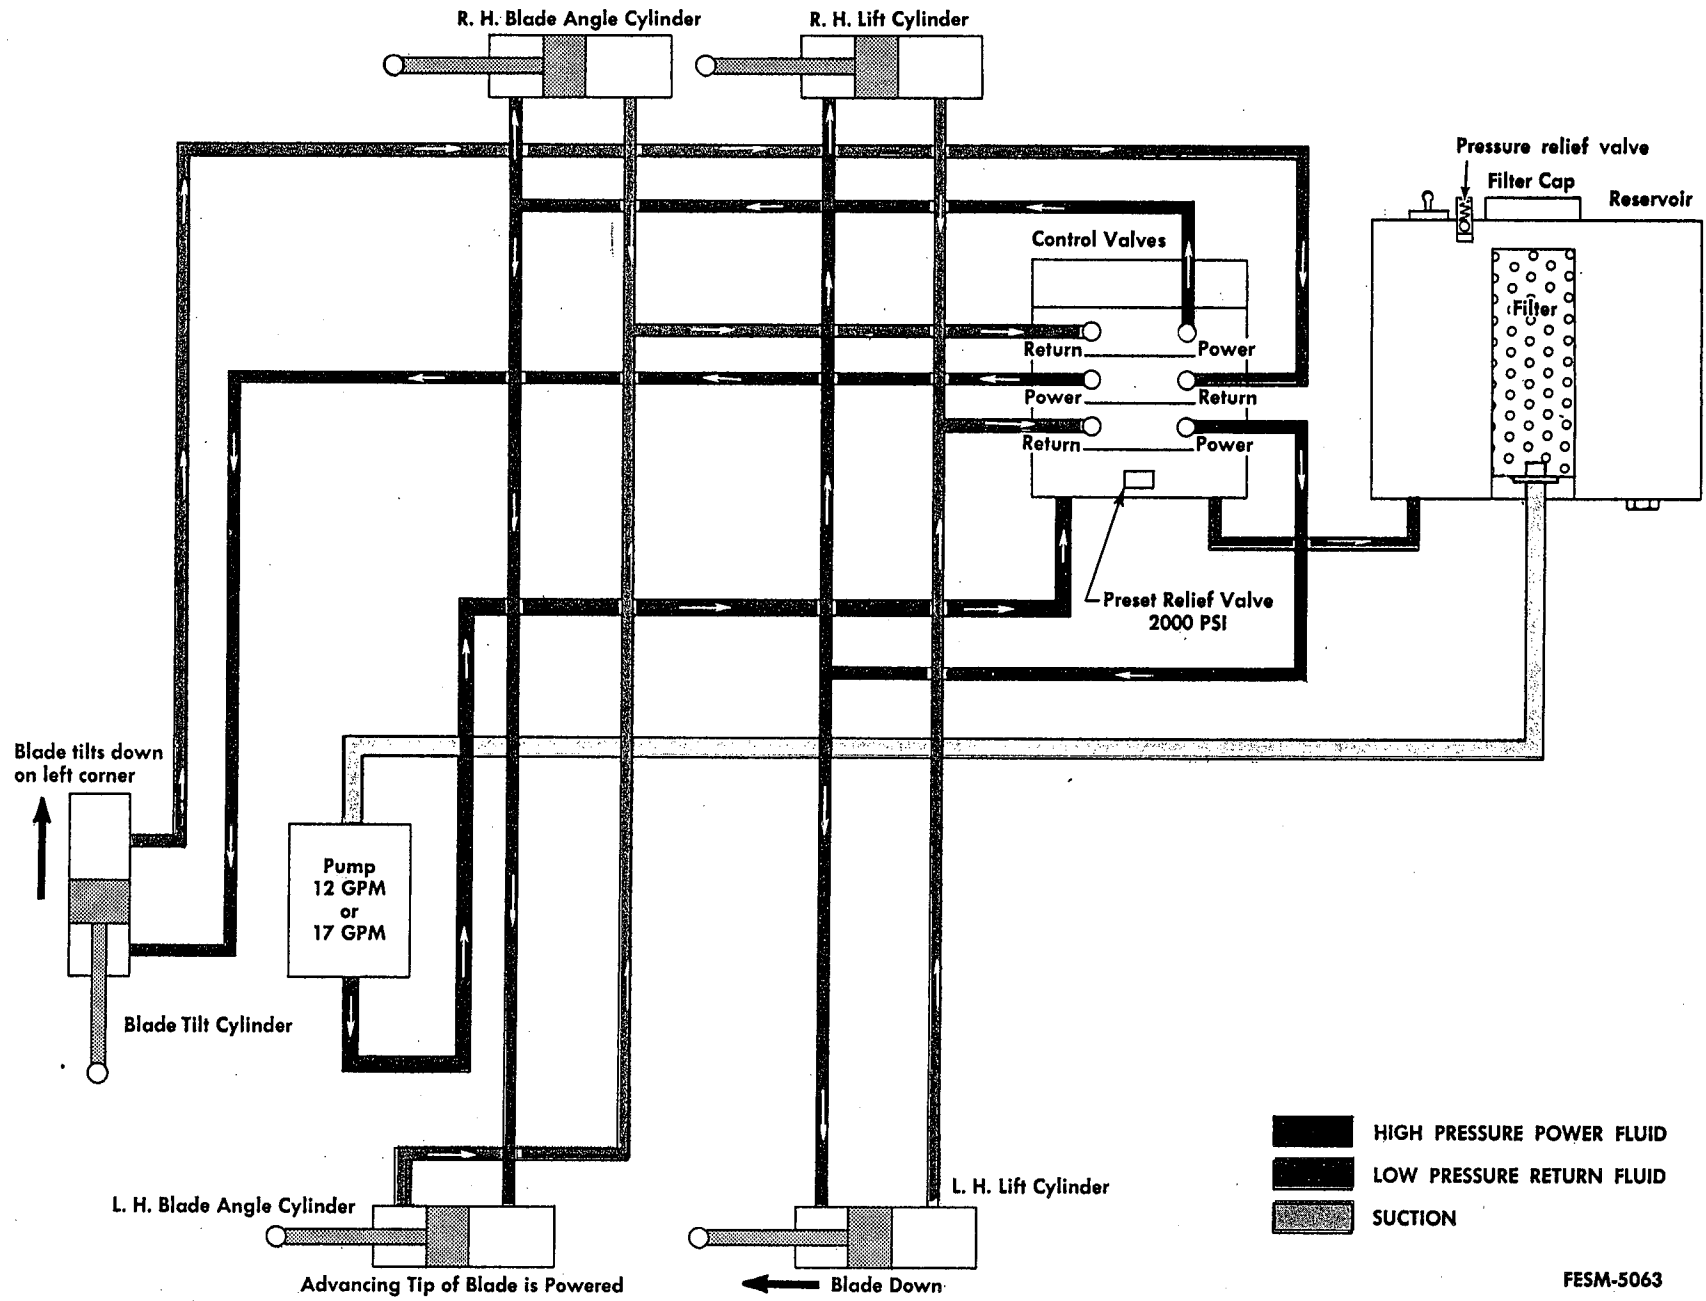 R. H. Blade Angle Cylinder
R. H. Lift Cylinder
Pressure relief valve
Filter Cap
Reservoir
Control Valves
Filter
Return
Power
Power
Return
Return
Power
Preset Relief Valve
2000 PSI
Blade tilts down
on left corner
Pump
12 GPM
or
17 GPM
Blade Tilt Cylinder
HIGH PRESSURE POWER FLUID
LOW PRESSURE RETURN FLUID
SUCTION
L. H. Blade Angle Cylinder
L. H. Lift Cylinder
Advancing Tip of Blade is Powered
Blade Down
FESM-5063